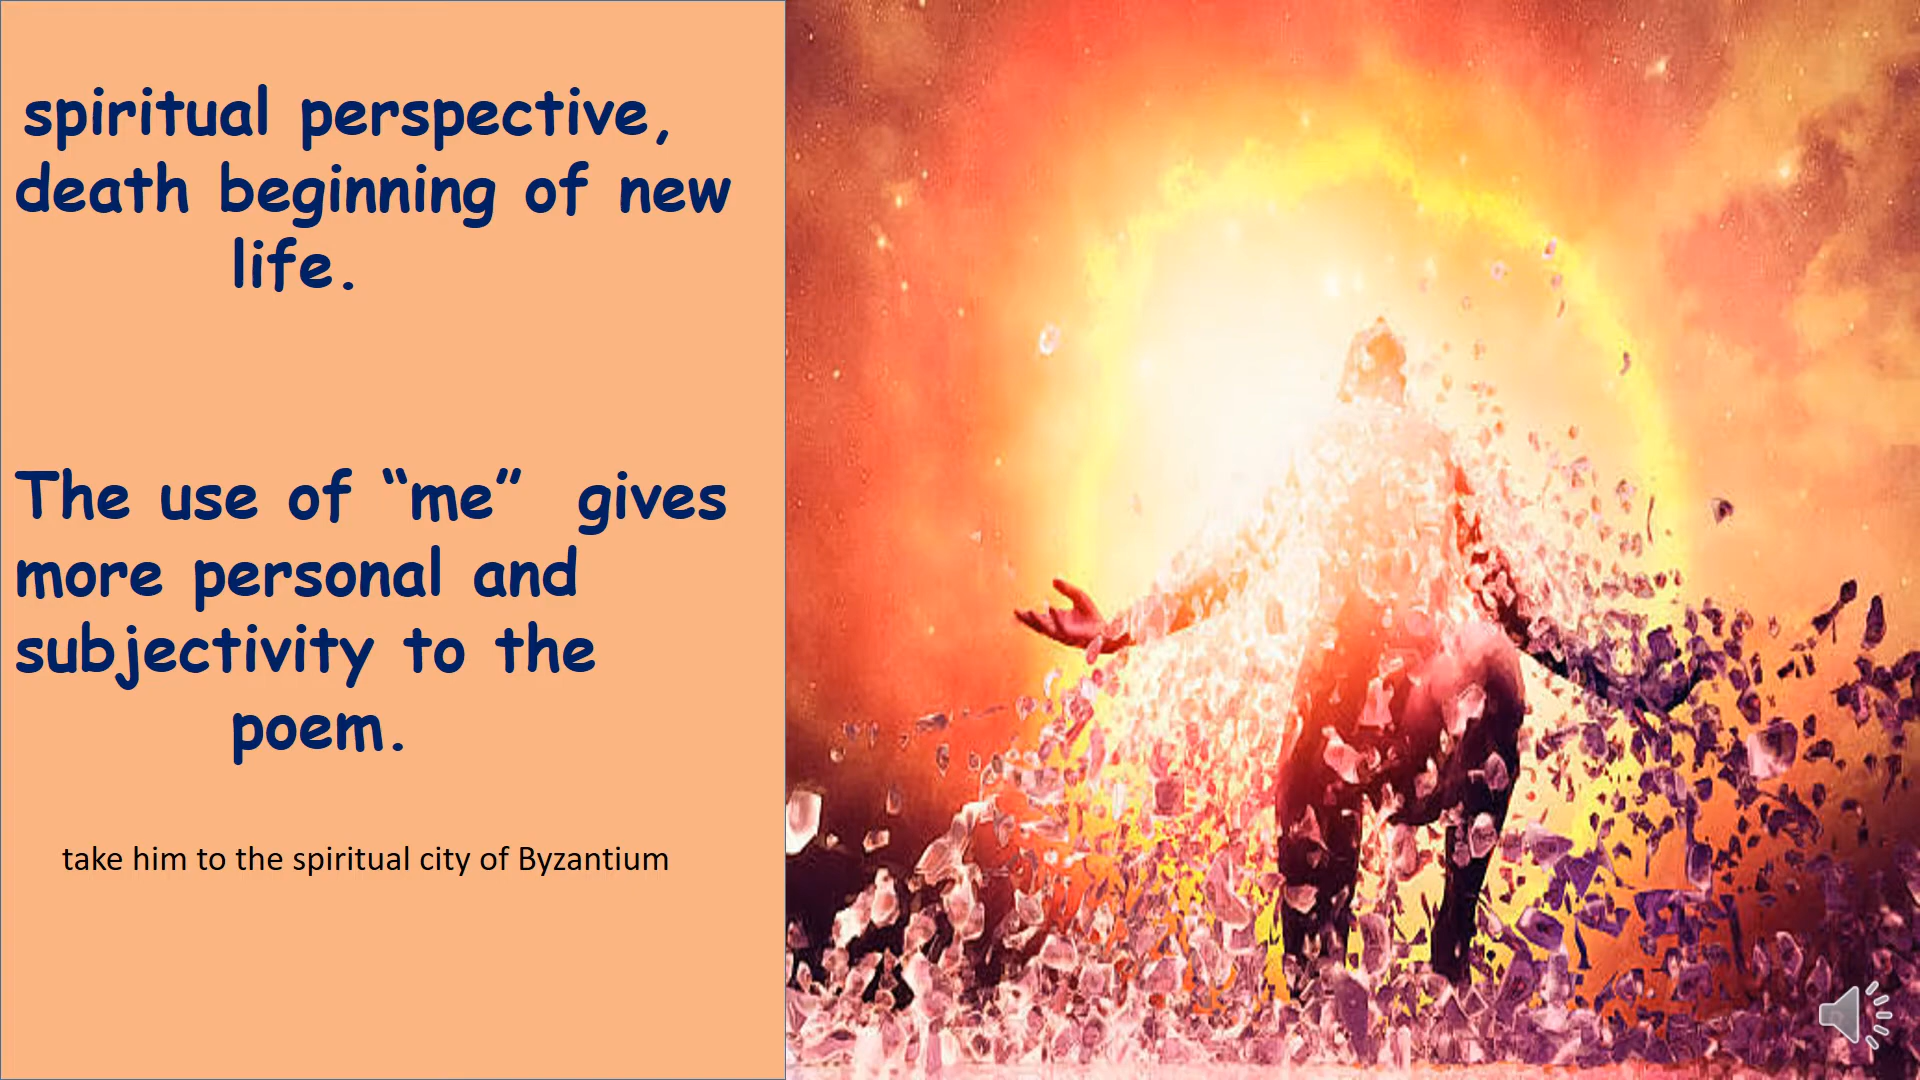 spiritual perspective,
death beginning of new
life.
The use of “me” gives
more personal and
subjectivity to the
poem.
take him to the spiritual city of Byzantium